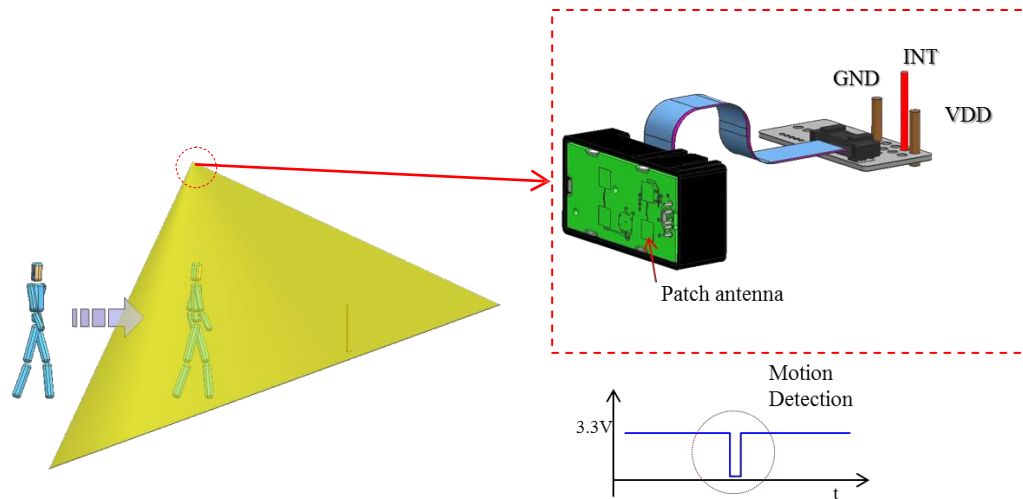 INT
GND
VDD
Patch antenna
Motion
Detection
3.3V
t